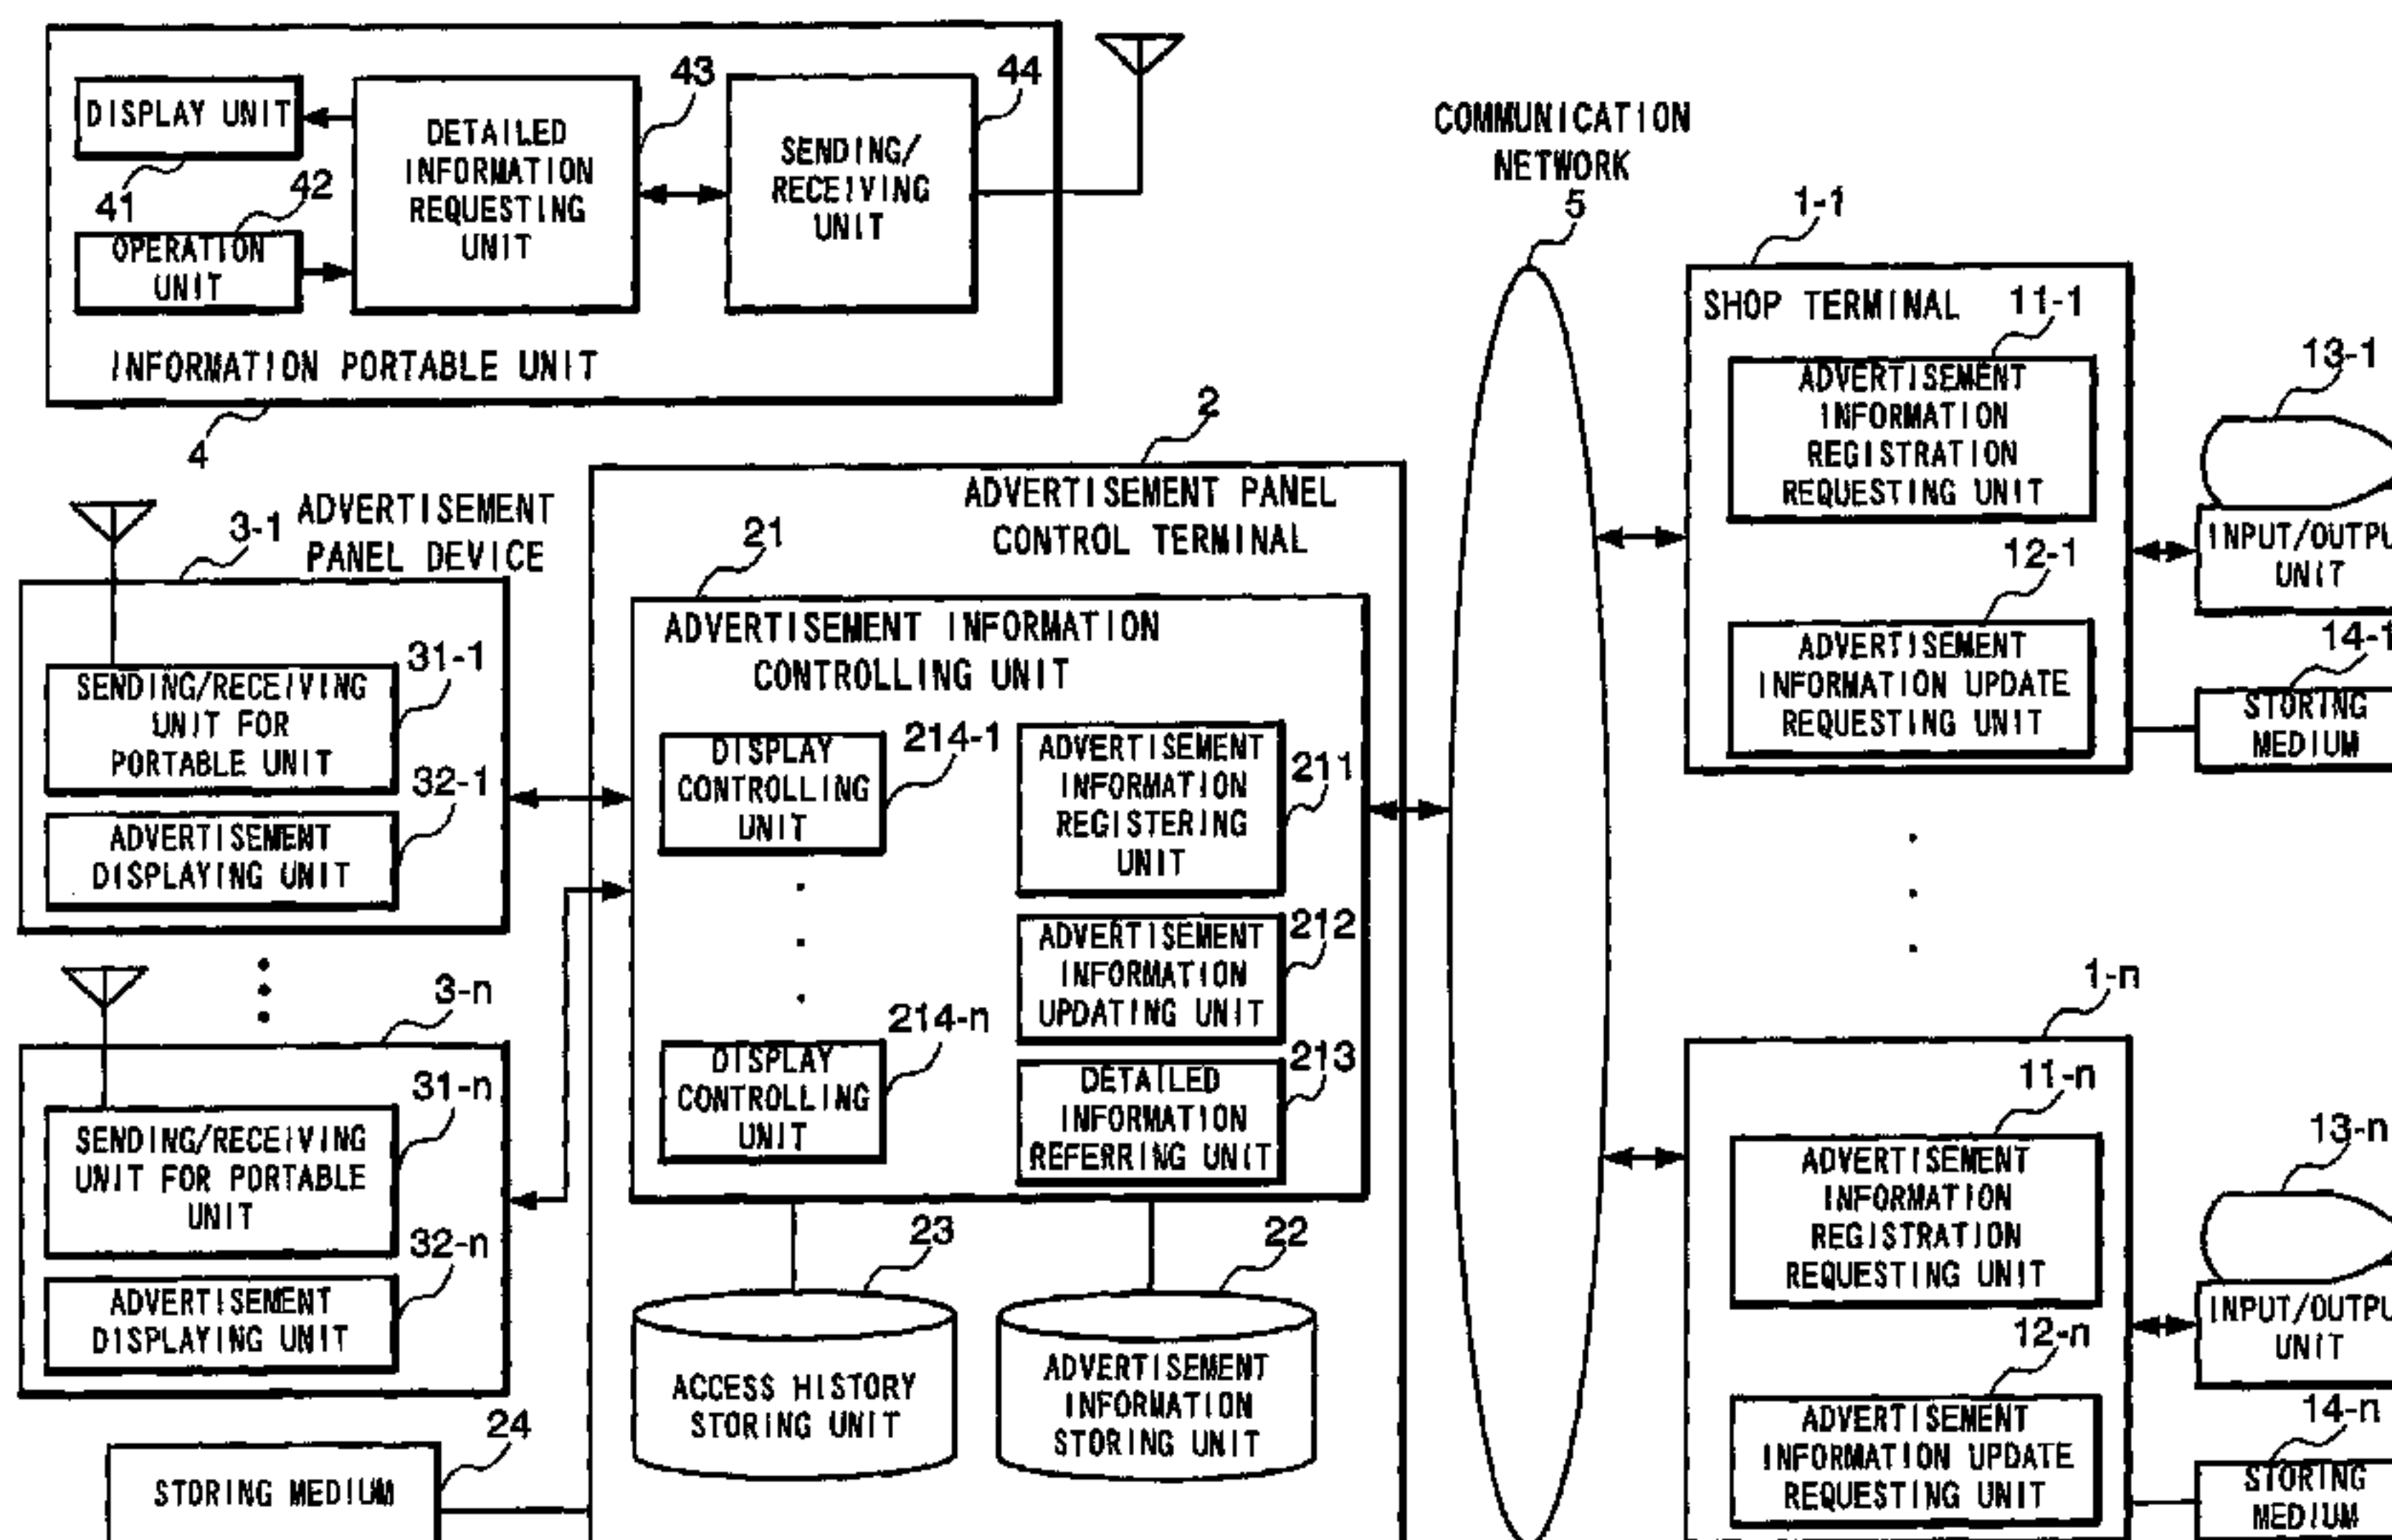 43
44
DISPLAY UNIT
DETAILED
INFORMATION
REQUESTING
UNIT
SENDING/
RECEIVING
UNIT
41
42
OPERATION
UNIT
INFORMATION PORTABLE UNIT
4
COMMUNICATION
NETWORK
5
1-1
SHOP TERMINAL
11-1
ADVERTISEMENT
INFORMATION
REGISTRATION
REQUESTING UNIT
12-1
ADVERTISEMENT
INFORMATION UPDATE
REQUESTING UNIT
13-1
INPUT/OUTPU
UNIT
14-1
STORING
MEDIUM
2
ADVERTISEMENT PANEL
CONTROL TERMINAL
3-1
ADVERTISEMENT
PANEL DEVICE
21
ADVERTISEMENT INFORMATION
CONTROLLING UNIT
31-1
SENDING/RECEIVING
UNIT FOR
PORTABLE UNIT
32-1
ADVERTISEMENT
DISPLAYING UNIT
214-1
DISPLAY
CONTROLLING
UNIT
ADVERTISEMENT
INFORMATION
REGISTERING
UNIT
211
ADVERTISEMENT
INFORMATION
UPDATING UNIT
212
3-n
214-n
DISPLAY
CONTROLLING
UNIT
213
DETAILED
INFORMATION
REFERRING UNIT
31-n
SENDING/RECEIVING
UNIT FOR PORTABLE
UNIT
32-n
ADVERTISEMENT
DISPLAYING UNIT
23
22
ACCESS HISTORY
STORING UNIT
ADVERTISEMENT
INFORMATION
STORING UNIT
24
STORING MEDIUM
1-n
11-n
ADVERTISEMENT
INFORMATION
REGISTRATION
REQUESTING UNIT
12-n
ADVERTISEMENT
INFORMATION UPDATE
REQUESTING UNIT
13-n
INPUT/OUTPU
UNIT
14-n
STORING
MEDIUM